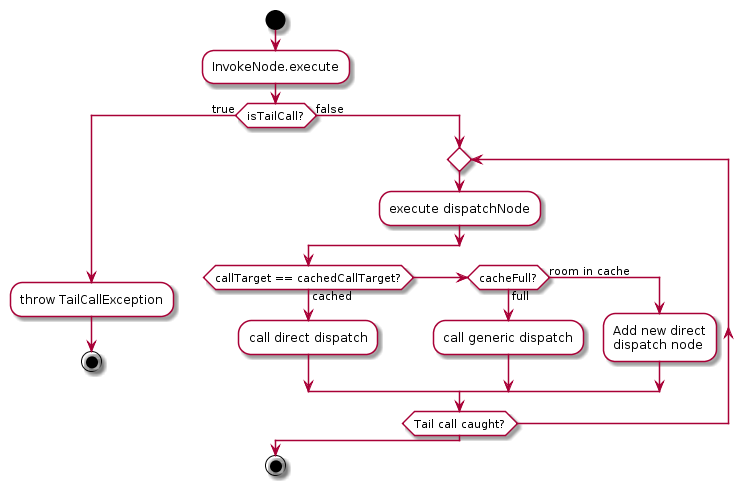 InvokeNode.execute
true
isTailCall?
false
execute dispatchNode
callTarget == cachedCallTarget?
cacheFull?
room in cache
throw TailCallException
cached
full
call direct dispatch
call generic dispatch
Add new direct
dispatch node
Tail call caught?